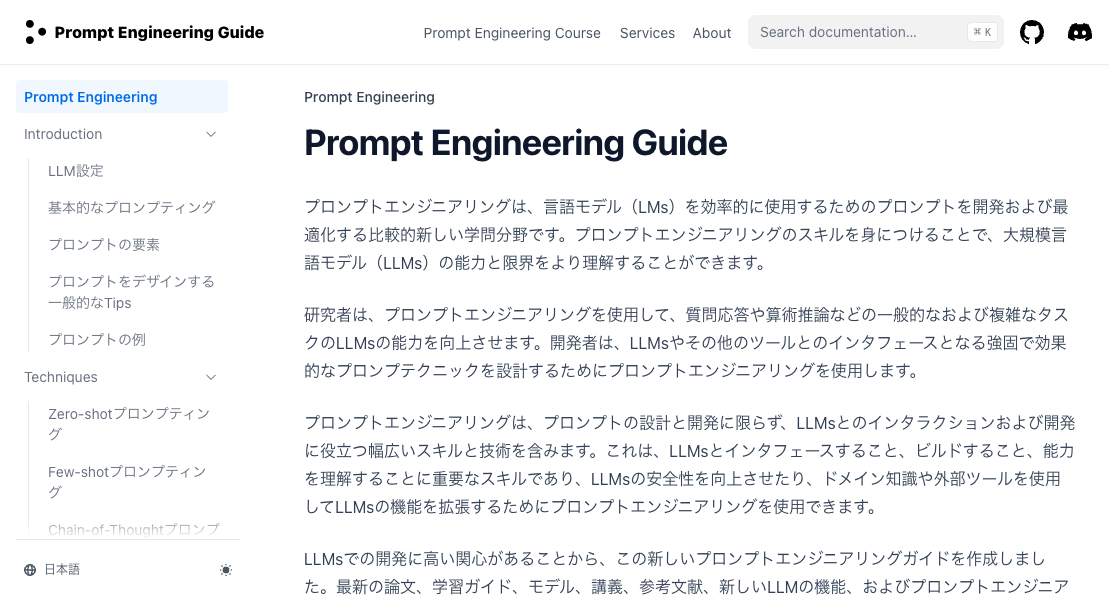 Prompt Engineering Guide
Prompt Engineering Course
Services
About
Search documentation...
⌘ K
Prompt Engineering
Introduction
LLM設定
基本的なプロンプティング
プロンプトの要素
プロンプトをデザインする
一般的なTips
プロンプトの例
Techniques
Zero-shotプロンプティン
グ
Few-shotプロンプティン
グ
Chain-of-Thoughtプロンプ
日本語
Prompt Engineering
Prompt Engineering Guide
プロンプトエンジニアリングは、言語モデル（LMs）を効率的に使用するためのプロンプトを開発および最
適化する比較的新しい学問分野です。プロンプトエンジニアリングのスキルを身につけることで、大規模言
語モデル（LLMs）の能力と限界をより理解することができます。
研究者は、プロンプトエンジニアリングを使用して、質問応答や算術推論などの一般的なおよび複雑なタス
クのLLMsの能力を向上させます。開発者は、LLMsやその他のツールとのインタフェースとなる強固で効果
的なプロンプテクニックを設計するためにプロンプトエンジニアリングを使用します。
プロンプトエンジニアリングは、プロンプトの設計と開発に限らず、LLMsとのインタラクションおよび開発
に役立つ幅広いスキルと技術を含みます。これは、LLMsとインタフェースすること、ビルドすること、能力
を理解することに重要なスキルであり、LLMsの安全性を向上させたり、ドメイン知識や外部ツールを使用
してLLMsの機能を拡張するためにプロンプトエンジニアリングを使用できます。
LLMsでの開発に高い関心があることから、この新しいプロンプトエンジニアリングガイドを作成しまし
た。最新の論文、学習ガイド、モデル、講義、参考文献、新しいLLMの機能、およびプロンプトエンジニア